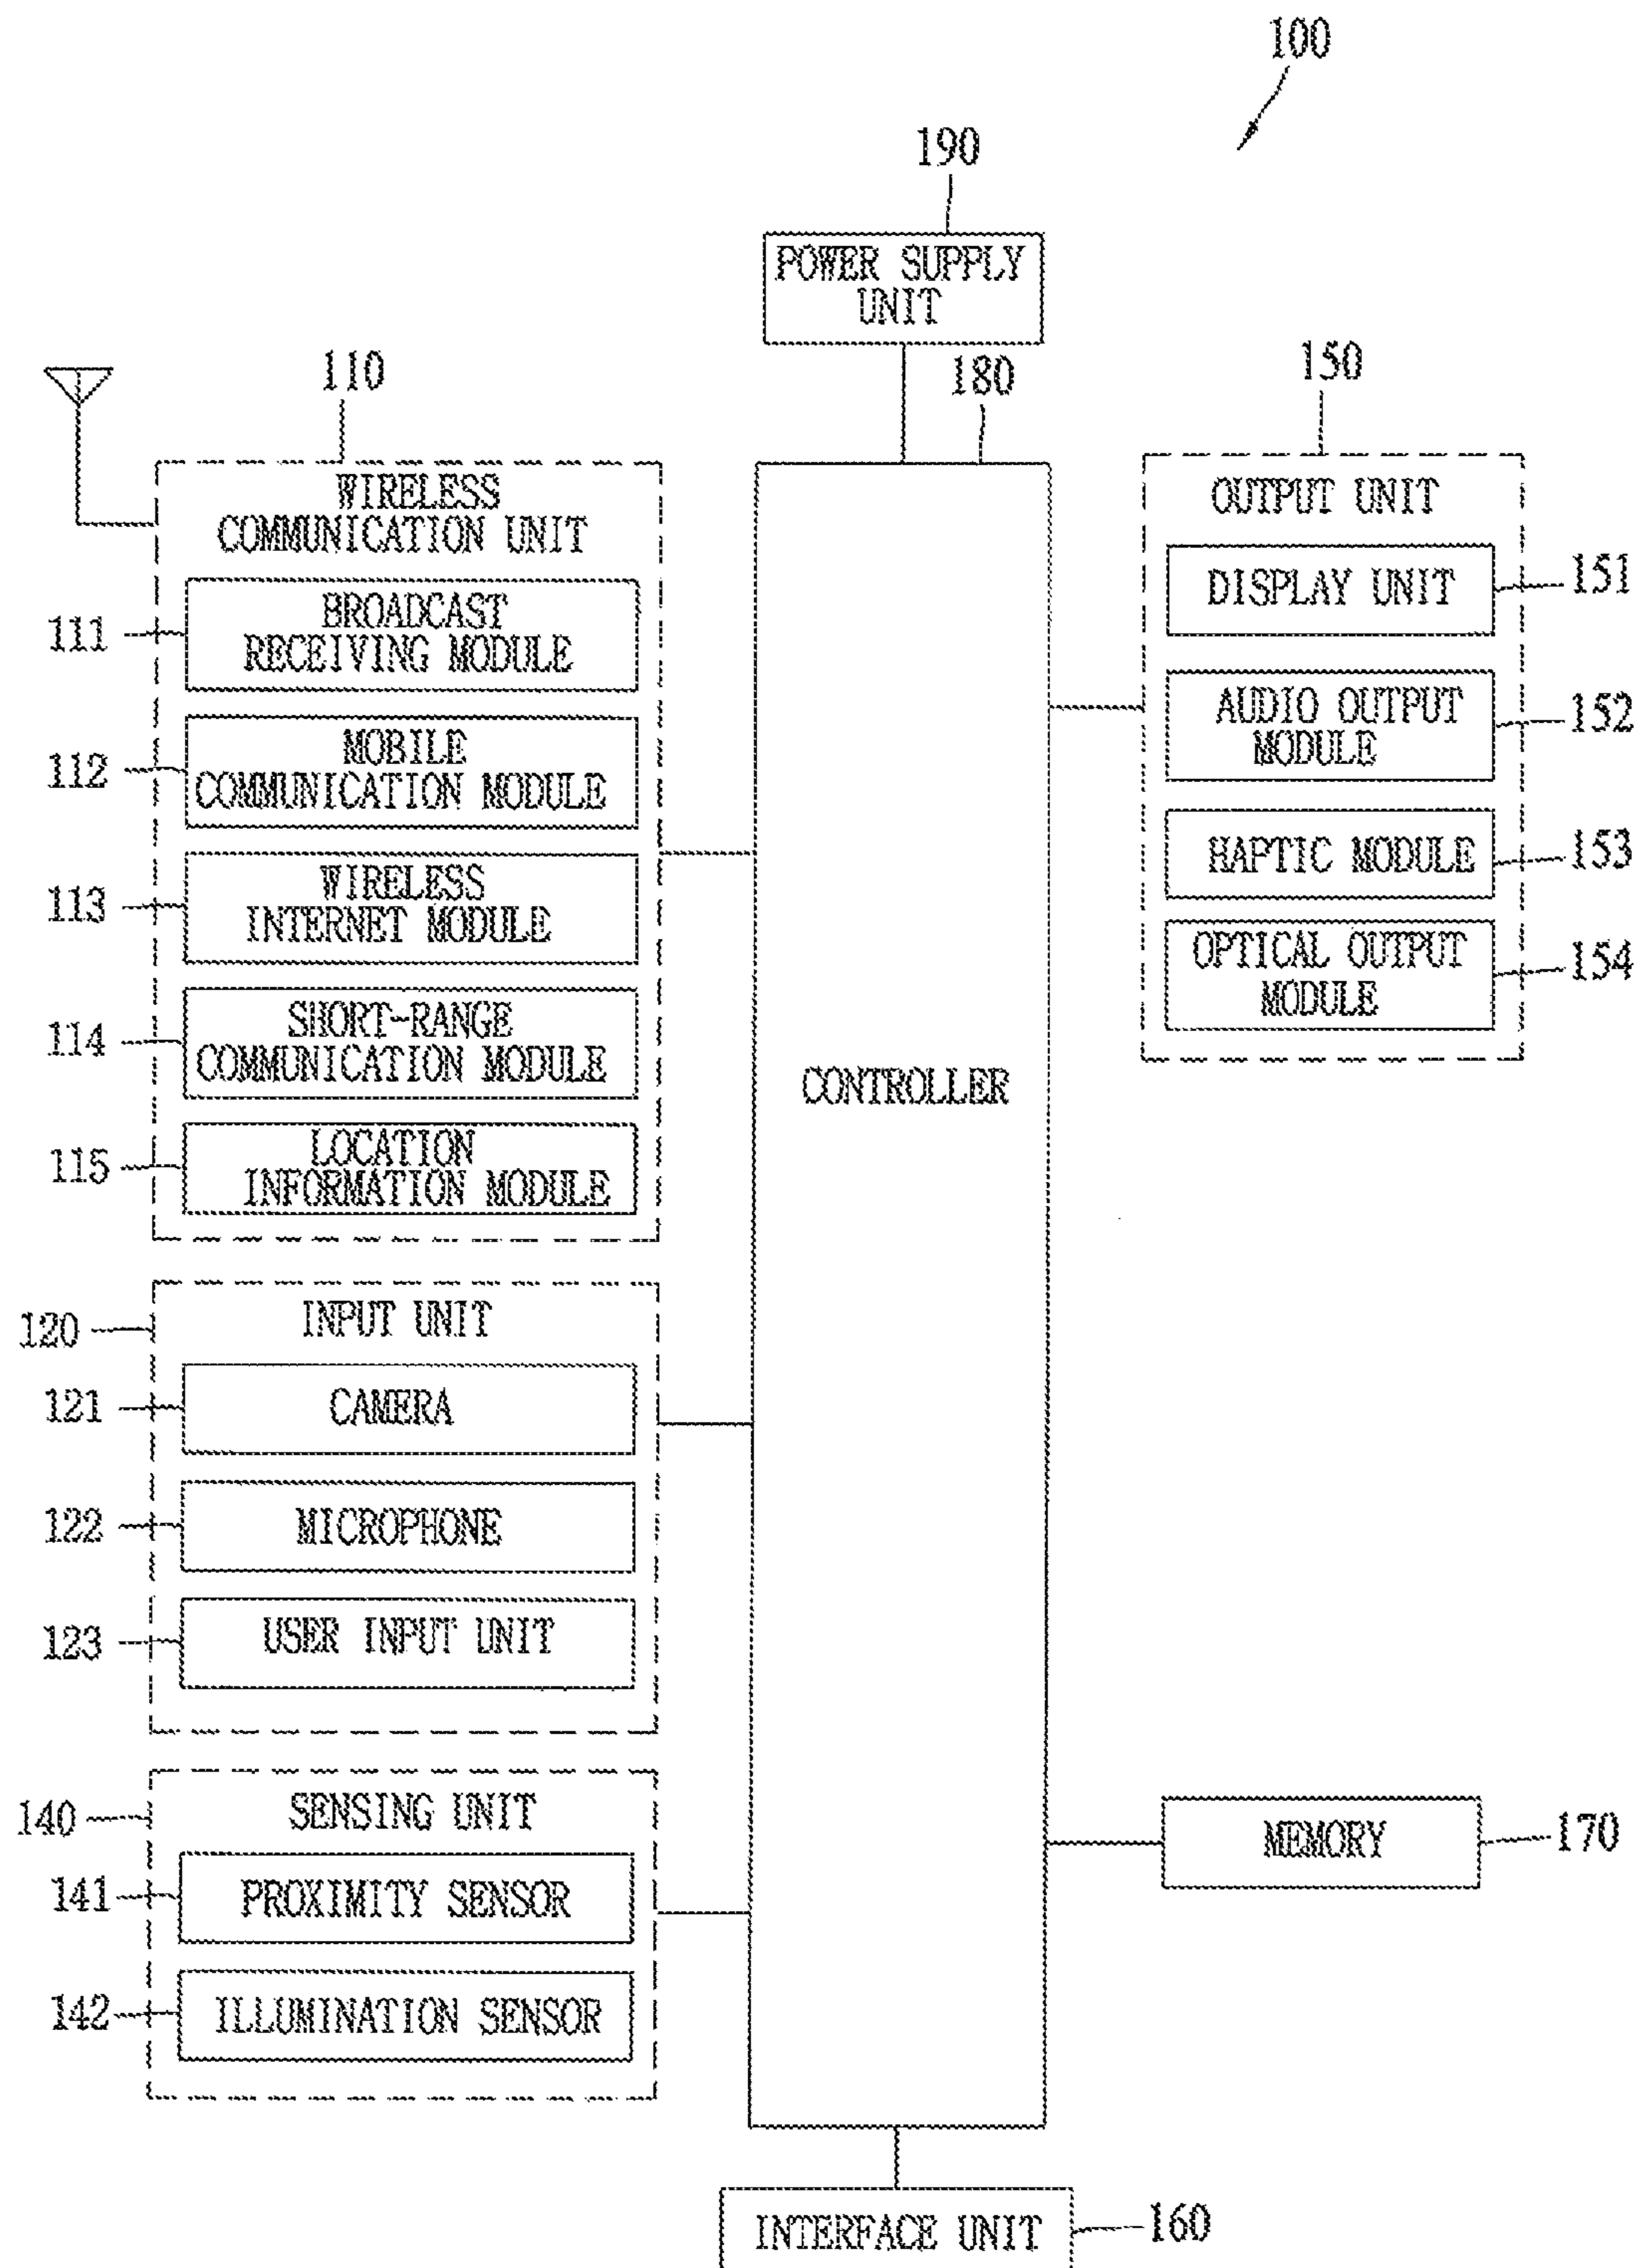 100
190
POWER SUPPLY
UNIT
110
180
150
WIRELESS
COMMUNICATION UNIT
OUTPUT UNIT
111
BROADCAST
RECEIVING MODULE
DISPLAY UNIT
151
112
MOBILE
COMMUNICATION MODULE
AUDIO OUTPUT
MODULE
152
113
WIRELESS
INTERNET MODULE
HAPTIC MODULE
153
OPTICAL OUTPUT
MODULE
154
114
SHORT-RANGE
COMMUNICATION MODULE
CONTROLLER
115
LOCATION
INFORMATION MODULE
120
INPUT UNIT
121
CAMERA
122
MICROPHONE
123
USER INPUT UNIT
140
SENSING UNIT
MEMORY
170
141
PROXIMITY SENSOR
142
ILLUMINATION SENSOR
INTERFACE UNIT
160